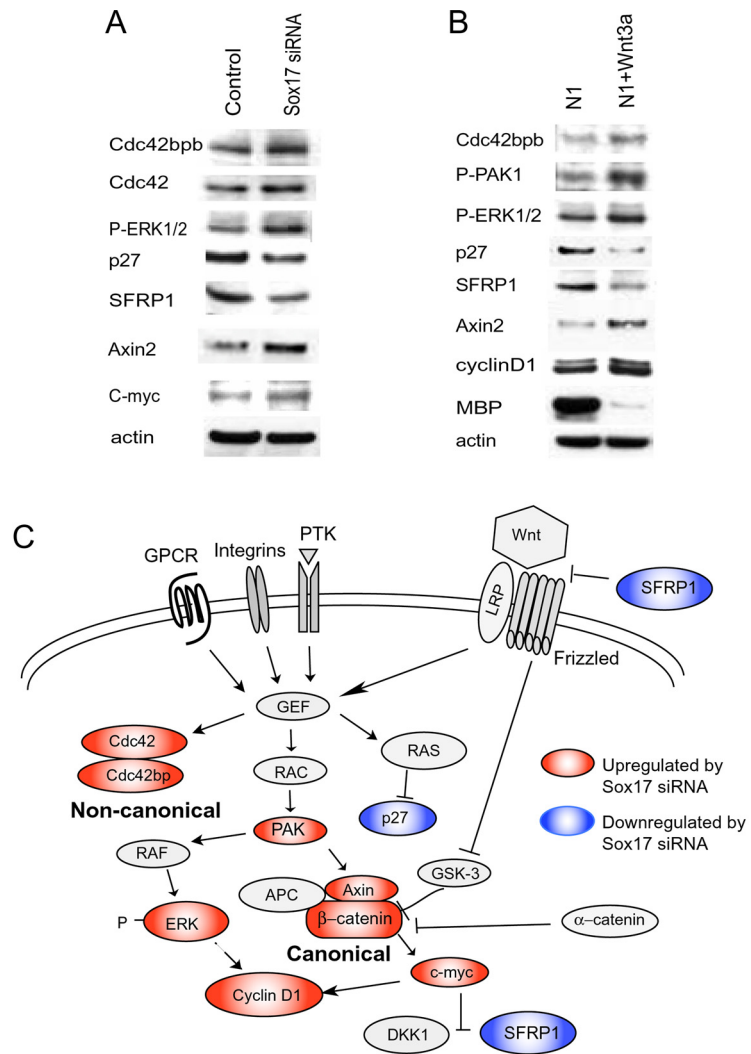 A
Control
Sox17 siRNA
Cdc42bpb
Cdc42
P-ERK1/2
p27
SFRP1
Axin2
C-myc
actin
B
N1
N1+Wnt3a
Cdc42bpb
P-PAK1
P-ERK1/2
p27
SFRP1
Axin2
cyclinD1
MBP
actin
C
GPCR
Integrins
PTK
Wnt
LRP
SFRP1
Frizzled
GEF
Cdc42
Cdc42bp
Non-canonical
RAC
RAS
PAK
p27
Upregulated by
Sox17 siRNA
Downregulated by
Sox17 siRNA
RAF
APC
Axin
GSK-3
P
ERK
β–catenin
α–catenin
Canonical
c-myc
Cyclin D1
DKK1
SFRP1